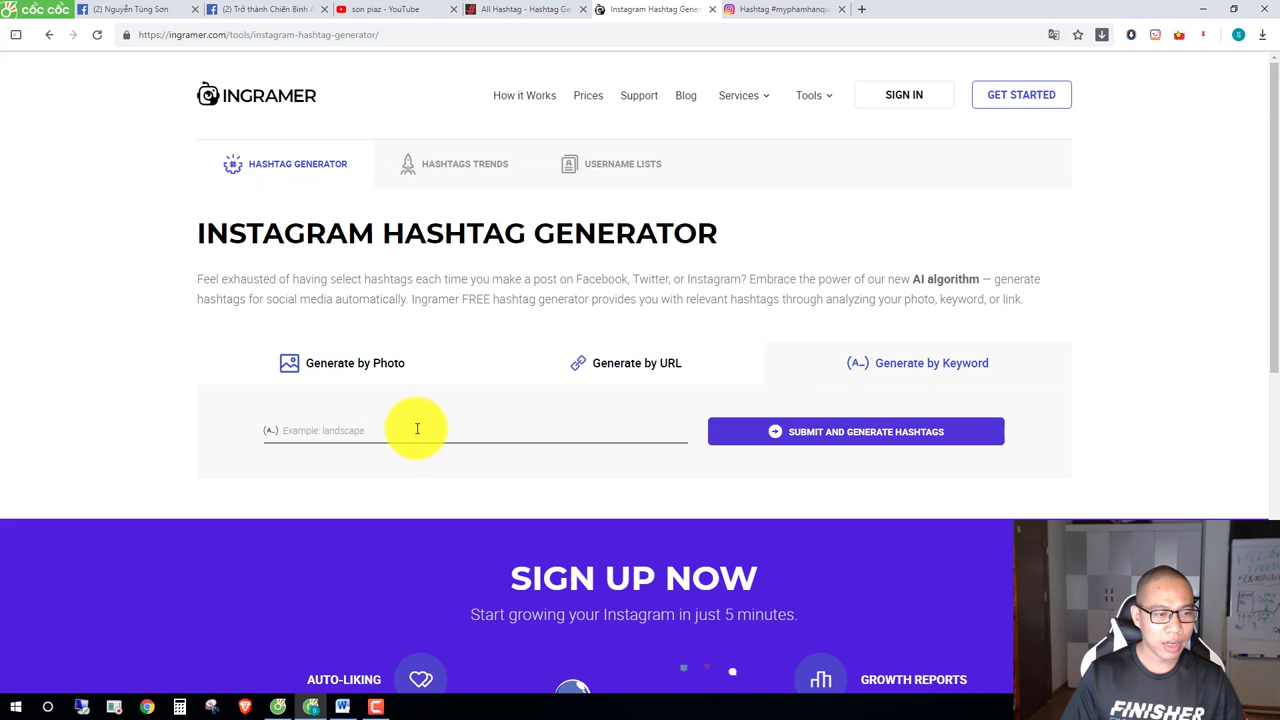 cốc cốc
(2) Nguyễn Tùng Sơn
(2) Trở thành Chiến Binh A
son piaz - YouTube
All Hashtag - Hashtag Ge
Instagram Hashtag Gener
Hashtag #myphamhanqu
https://ingramer.com/tools/instagram-hashtag-generator/
INGRAMER
How it Works
Prices
Support
Blog
Services
Tools
SIGN IN
GET STARTED
HASHTAG GENERATOR
HASHTAGS TRENDS
USERNAME LISTS
INSTAGRAM HASHTAG GENERATOR
Feel exhausted of having select hashtags each time you make a post on Facebook, Twitter, or Instagram? Embrace the power of our new AI algorithm — generate
hashtags for social media automatically. Ingramer FREE hashtag generator provides you with relevant hashtags through analyzing your photo, keyword, or link.
Generate by Photo
Generate by URL
(A_) Generate by Keyword
(A_) Example: landscape
SUBMIT AND GENERATE HASHTAGS
SIGN UP NOW
Start growing your Instagram in just 5 minutes.
AUTO-LIKING
GROWTH REPORTS
FINISHER